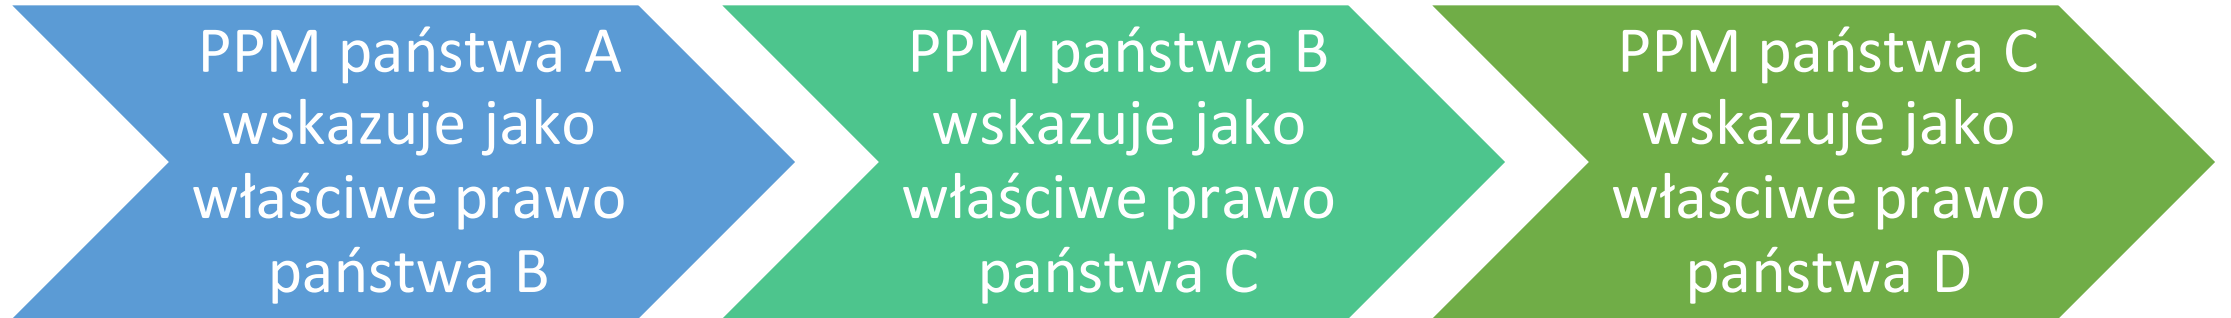 PPM państwa A
wskazuje jako
właściwe prawo
państwa B
PPM państwa B
wskazuje jako
właściwe prawo
państwa C
PPM państwa C
wskazuje jako
właściwe prawo
państwa D